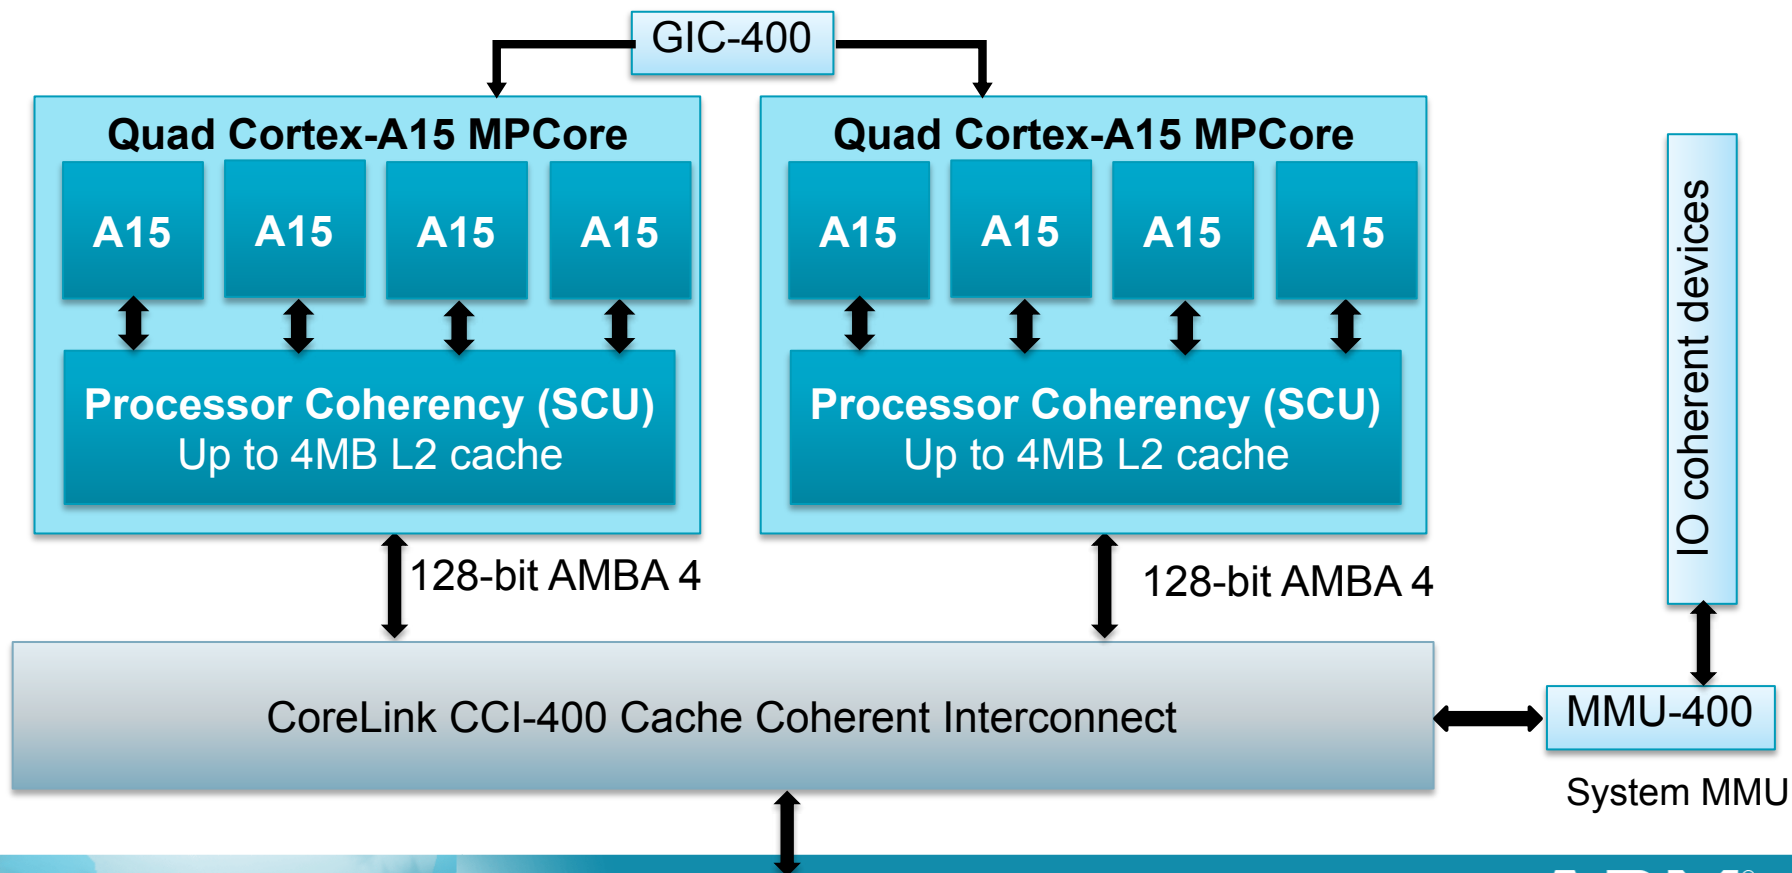 GIC-400
Quad Cortex-A15 MPCore
A15 A15 A15 A15
Processor Coherency (SCU)
Up to 4MB L2 cache
Quad Cortex-A15 MPCore
A15 A15 A15 A15
Processor Coherency (SCU)
Up to 4MB L2 cache
IO coherent devices
128-bit AMBA 4
128-bit AMBA 4
CoreLink CCI-400 Cache Coherent Interconnect
MMU-400
System MMU